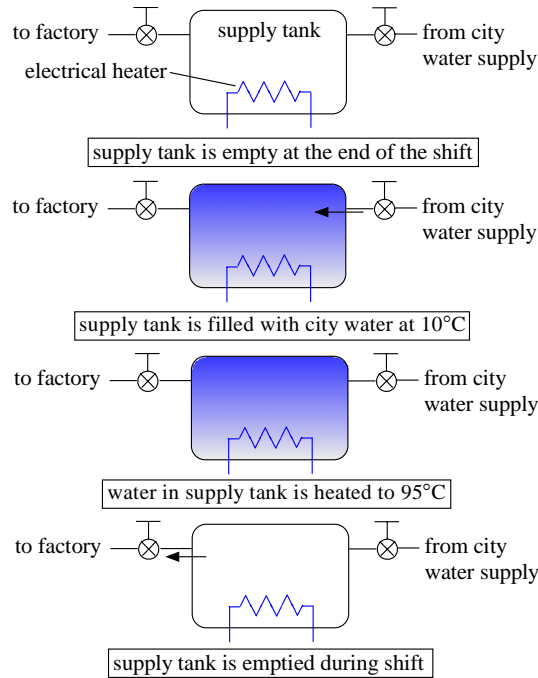 to factory
supply tank
from city
water supply
electrical heater
supply tank is empty at the end of the shift
to factory
from city
water supply
supply tank is filled with city water at 10°C
to factory
from city
water supply
water in supply tank is heated to 95°C
to factory
from city
water supply
supply tank is emptied during shift